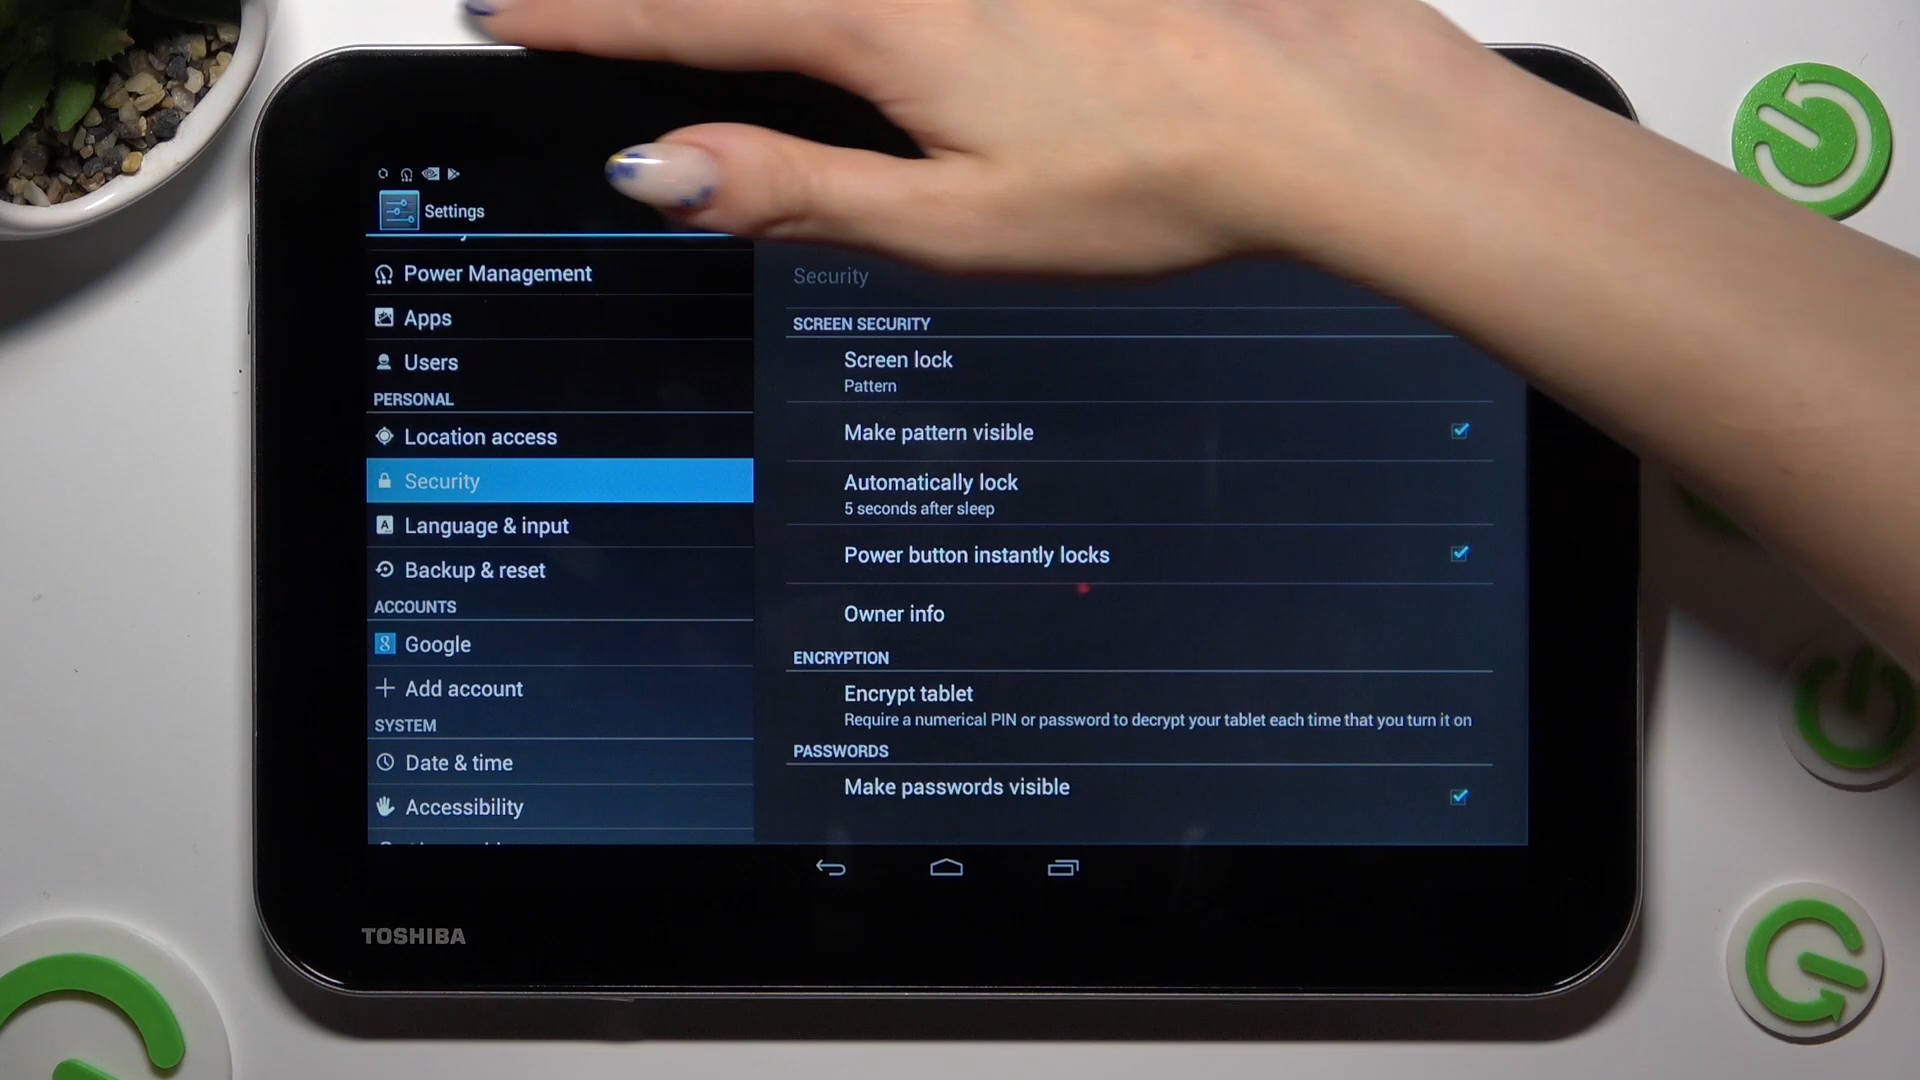 Settings
Power Management
Apps
Users
PERSONAL
Location access
Security
Language & input
Backup & reset
ACCOUNTS
Google
Add account
SYSTEM
Date & time
Accessibility
Security
SCREEN SECURITY
Screen lock
Pattern
Make pattern visible
Automatically lock
5 seconds after sleep
Power button instantly locks
Owner info
ENCRYPTION
Encrypt tablet
Require a numerical PIN or password to decrypt your tablet each time that you turn it on
PASSWORDS
Make passwords visible
TOSHIBA